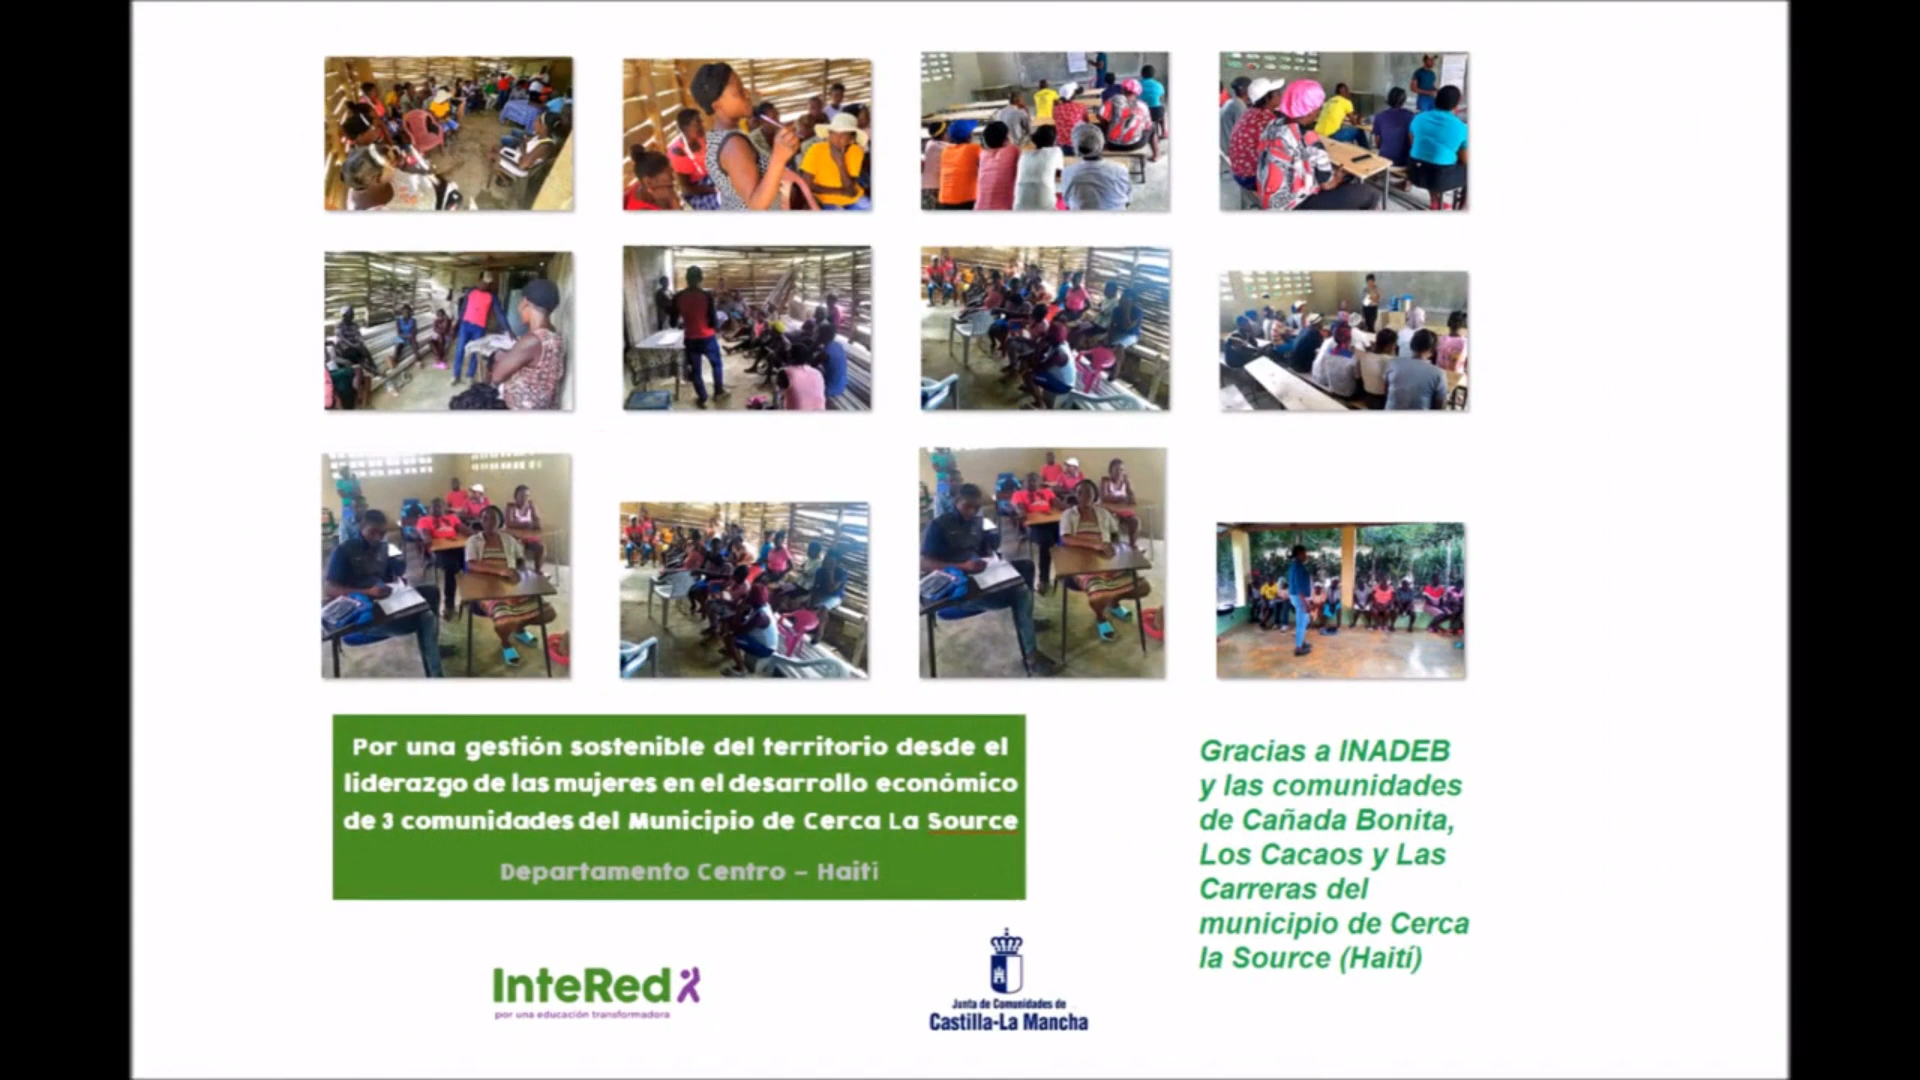 Por una gestión sostenible del territorio desde el
liderazgo de las mujeres en el desarrollo económico
de 3 comunidades del Municipio de Cerca La Source
Departamento Centro – Haití
Gracias a INADEB
y las comunidades
de Cañada Bonita,
Los Cacaos y Las
Carreras del
municipio de Cerca
la Source (Haití)
InteRed
por una educación transformadora
Junta de Comunidades de
Castilla-La Mancha